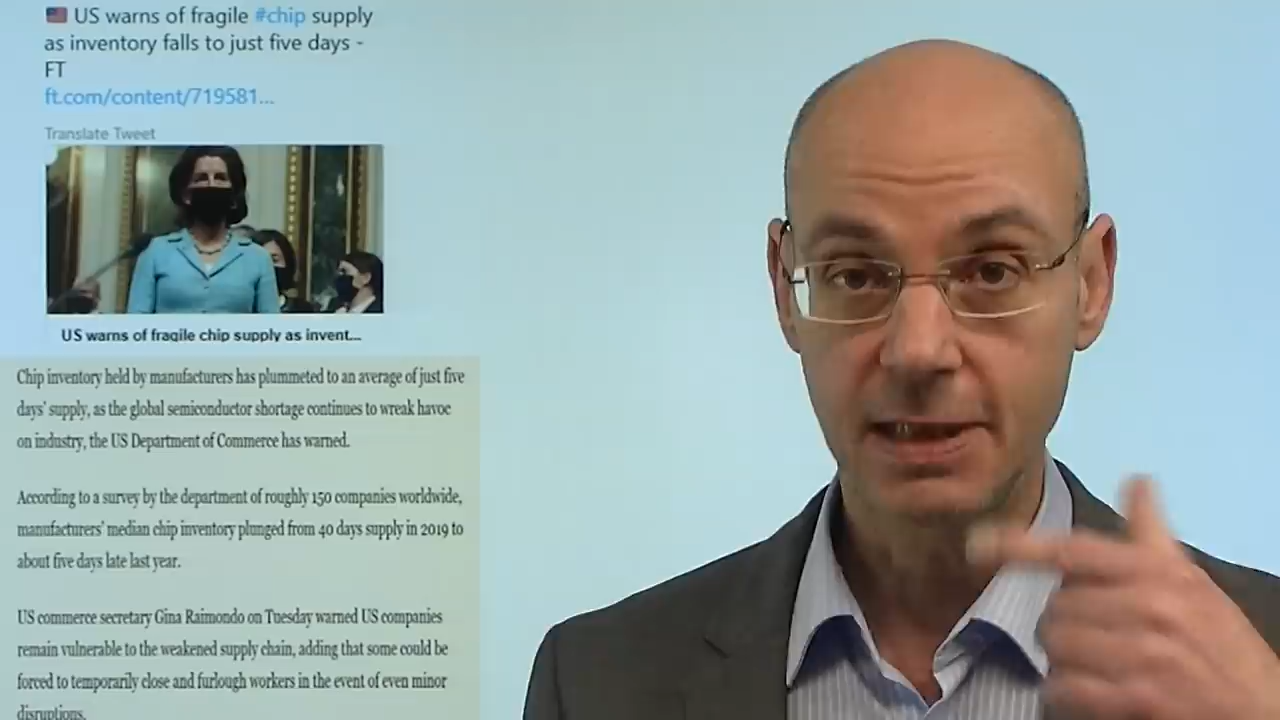 US warns of fragile #chip supply
as inventory falls to just five days -
FT
ft.com/content/719581...
Translate Tweet
US warns of fragile chip supply as invent...
Chip inventory held by manufacturers has plummeted to an average of just five
days' supply, as the global semiconductor shortage continues to wreak havoc
on industry, the US Department of Commerce has warned.
According to a survey by the department of roughly 150 companies worldwide,
manufacturers' median chip inventory plunged from 40 days supply in 2019 to
about five days late last year.
US commerce secretary Gina Raimondo on Tuesday warned US companies
remain vulnerable to the weakened supply chain, adding that some could be
forced to temporarily close and furlough workers in the event of even minor
disruptions.